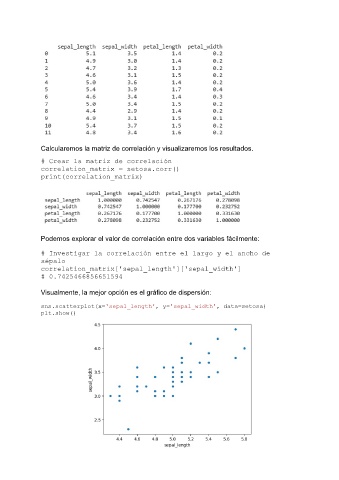 sepal_length sepal_width petal_length petal_width
0 5.1 3.5 1.4 0.2
1 4.9 3.0 1.4 0.2
2 4.7 3.2 1.3 0.2
3 4.6 3.1 1.5 0.2
4 5.0 3.6 1.4 0.2
5 5.4 3.9 1.7 0.4
6 4.6 3.4 1.4 0.3
7 5.0 3.4 1.5 0.2
8 4.4 2.9 1.4 0.2
9 4.9 3.1 1.5 0.1
10 5.4 3.7 1.5 0.2
11 4.8 3.4 1.6 0.2
Calcularemos la matriz de correlación y visualizaremos los resultados.
# Crear la matriz de correlación
correlation_matrix = setosa.corr()
print(correlation_matrix)
sepal_length sepal_width petal_length petal_width
sepal_length 1.000000 0.742547 0.267176 0.278098
sepal_width 0.742547 1.000000 0.177700 0.232752
petal_length 0.267176 0.177700 1.000000 0.331630
petal_width 0.278098 0.232752 0.331630 1.000000
Podemos explorar el valor de correlación entre dos variables fácilmente:
# Investigar la correlación entre el largo y el ancho de
sépalo
correlation_matrix['sepal_length']['sepal_width']
# 0.7425466856651594
Visualmente, la mejor opción es el gráfico de dispersión:
sns.scatterplot(x='sepal_length', y='sepal_width', data=setosa)
plt.show()
4.5
4.0
3.5
3.0
2.5
sepal_width
4.4 4.6 4.8 5.0 5.2 5.4 5.6 5.8
sepal_length